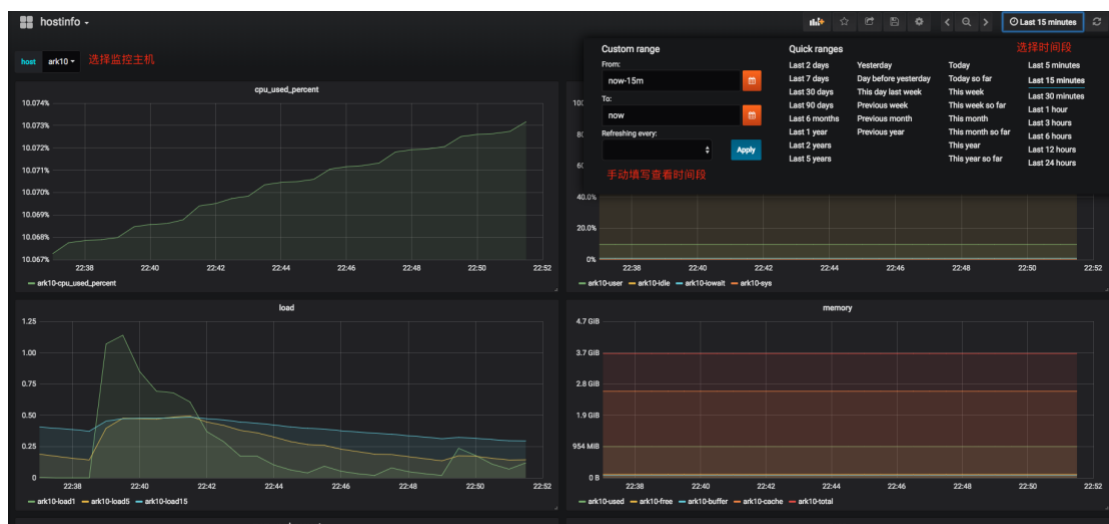 hostinfo
Last 15 minutes
host ark10 选择监控主机
Custom range
From:
now-15m
To:
now
Refreshing every:
Apply
手动填写查看时间段
Quick ranges
选择时间段
Last 2 days Yesterday Today Last 5 minutes
Last 7 days Day before yesterday Today so far Last 15 minutes
Last 30 days This day last week This week Last 30 minutes
Last 90 days Previous week This week so far Last 1 hour
Last 6 months Previous month This month Last 3 hours
Last 1 year Previous year This month so far Last 6 hours
Last 2 years This year Last 12 hours
Last 5 years This year so far Last 24 hours
cpu_used_percent
10.074%
10.073%
10.072%
10.071%
10.070%
10.069%
10.068%
10.067%
22:38 22:40 22:42 22:44 22:46 22:48 22:50 22:52
ark10-cpu_used_percent
40.0%
20.0%
0%
22:38 22:40 22:42 22:44 22:46 22:48 22:50 22:52
ark10-user ark10-idle ark10-iowait ark10-sys
load
1.25
1.00
0.75
0.50
0.25
0
22:38 22:40 22:42 22:44 22:46 22:48 22:50 22:52
ark10-load1 ark10-load5 ark10-load15
memory
4.7 GiB
3.7 GiB
2.8 GiB
1.9 GiB
954 MiB
0 B
22:38 22:40 22:42 22:44 22:46 22:48 22:50 22:52
ark10-used ark10-free ark10-buffer ark10-cache ark10-total